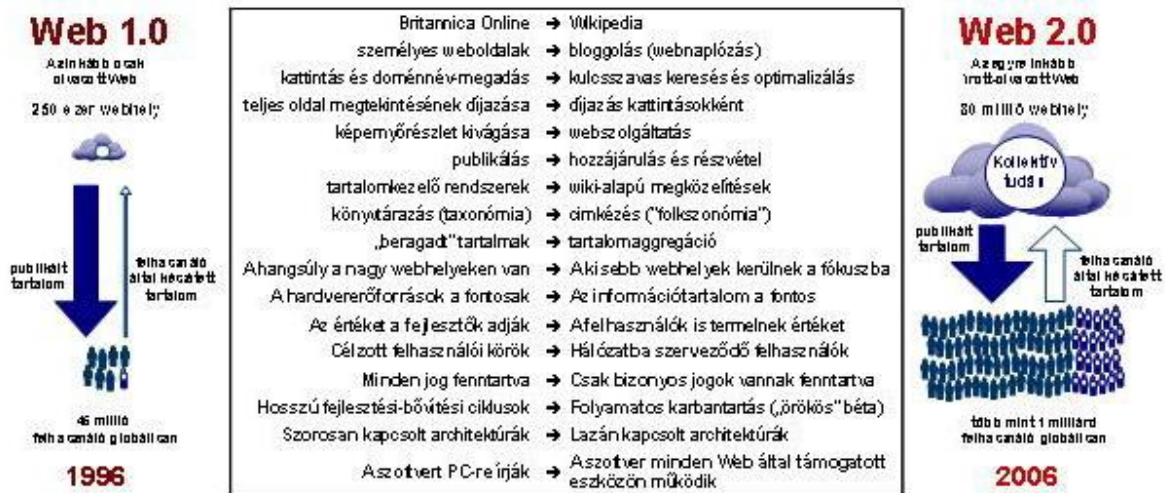 Web 1.0
Az inkább csak
olvasott Web
250 ezer webhely
publikált
tartalom
felhasználó
által készített
tartalom
45 millió
felhasználó globálisan
1996
Britannica Online → Wikipedia
személyes weboldalak → bloggolás (webnaplózás)
kattintás és doménnév-megadás → kulcsszavas keresés és optimalizálás
teljes oldal megtekintésének díjazása → díjazás kattintásokként
képernyőrészlet kivágása → webszolgáltatás
publikálás → hozzájárulás és részvétel
tartalomkezelő rendszerek → wiki-alapú megközelítések
könyvtárazás (taxonómia) → címkézés ("folkszonómia")
„beragadt" tartalmak → tartalomaggregáció
A hangsúly a nagy webhelyeken van → A kisebb webhelyek kerülnek a fókuszba
A hardvererőforrások a fontosak → Az információtartalom a fontos
Az értéket a fejlesztők adják → A felhasználók is termelnek értéket
Célzott felhasználói körök → Hálózatba szerveződő felhasználók
Minden jog fenntartva → Csak bizonyos jogok vannak fenntartva
Hosszú fejlesztési-bővítési ciklusok → Folyamatos karbantartás („örökös" béta)
Szorosan kapcsolt architektúrák → Lazán kapcsolt architektúrák
A szoftvert PC-re írják → A szoftver minden Web által támogatott
eszközön működik
Web 2.0
Az egyre inkább
írott-olvasott Web
80 millió webhely
Kollektív
tudás
publikált
tartalom
felhasználó
által készített
tartalom
több mint 1 milliárd
felhasználó globálisan
2006